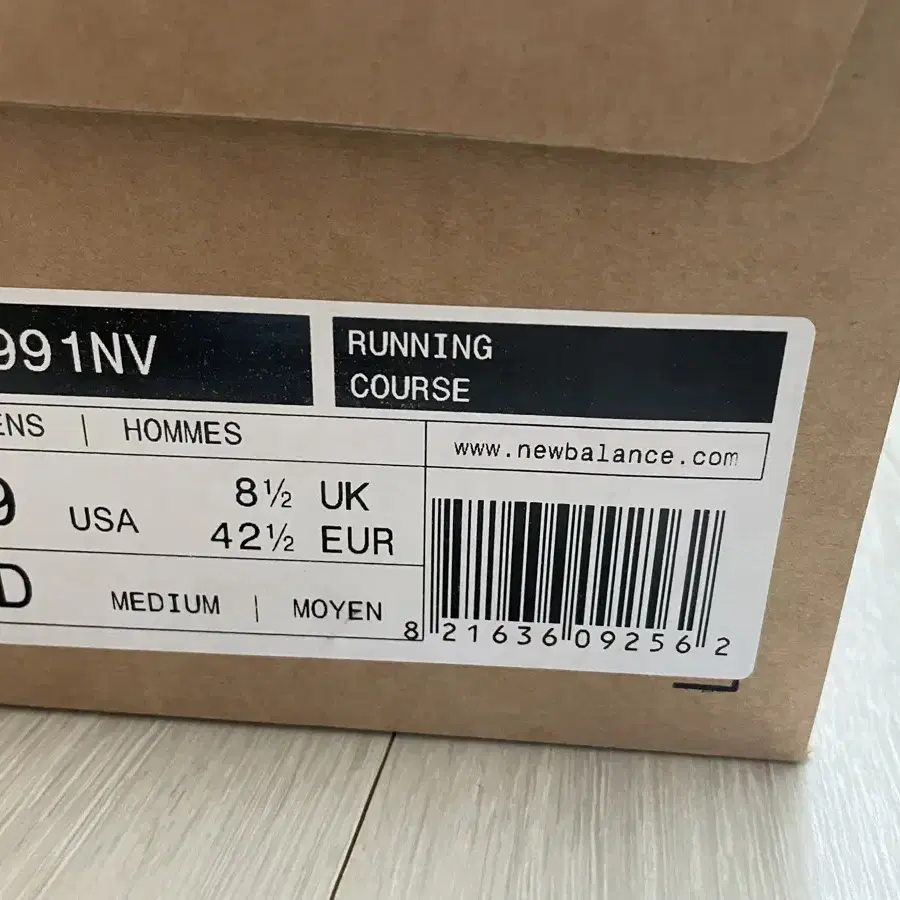 991NV
RUNNING
COURSE
ENS | HOMMES
www.newbalance.com
9 USA
8½ UK
42½ EUR
D MEDIUM | MOYEN
8 21636 09256 2